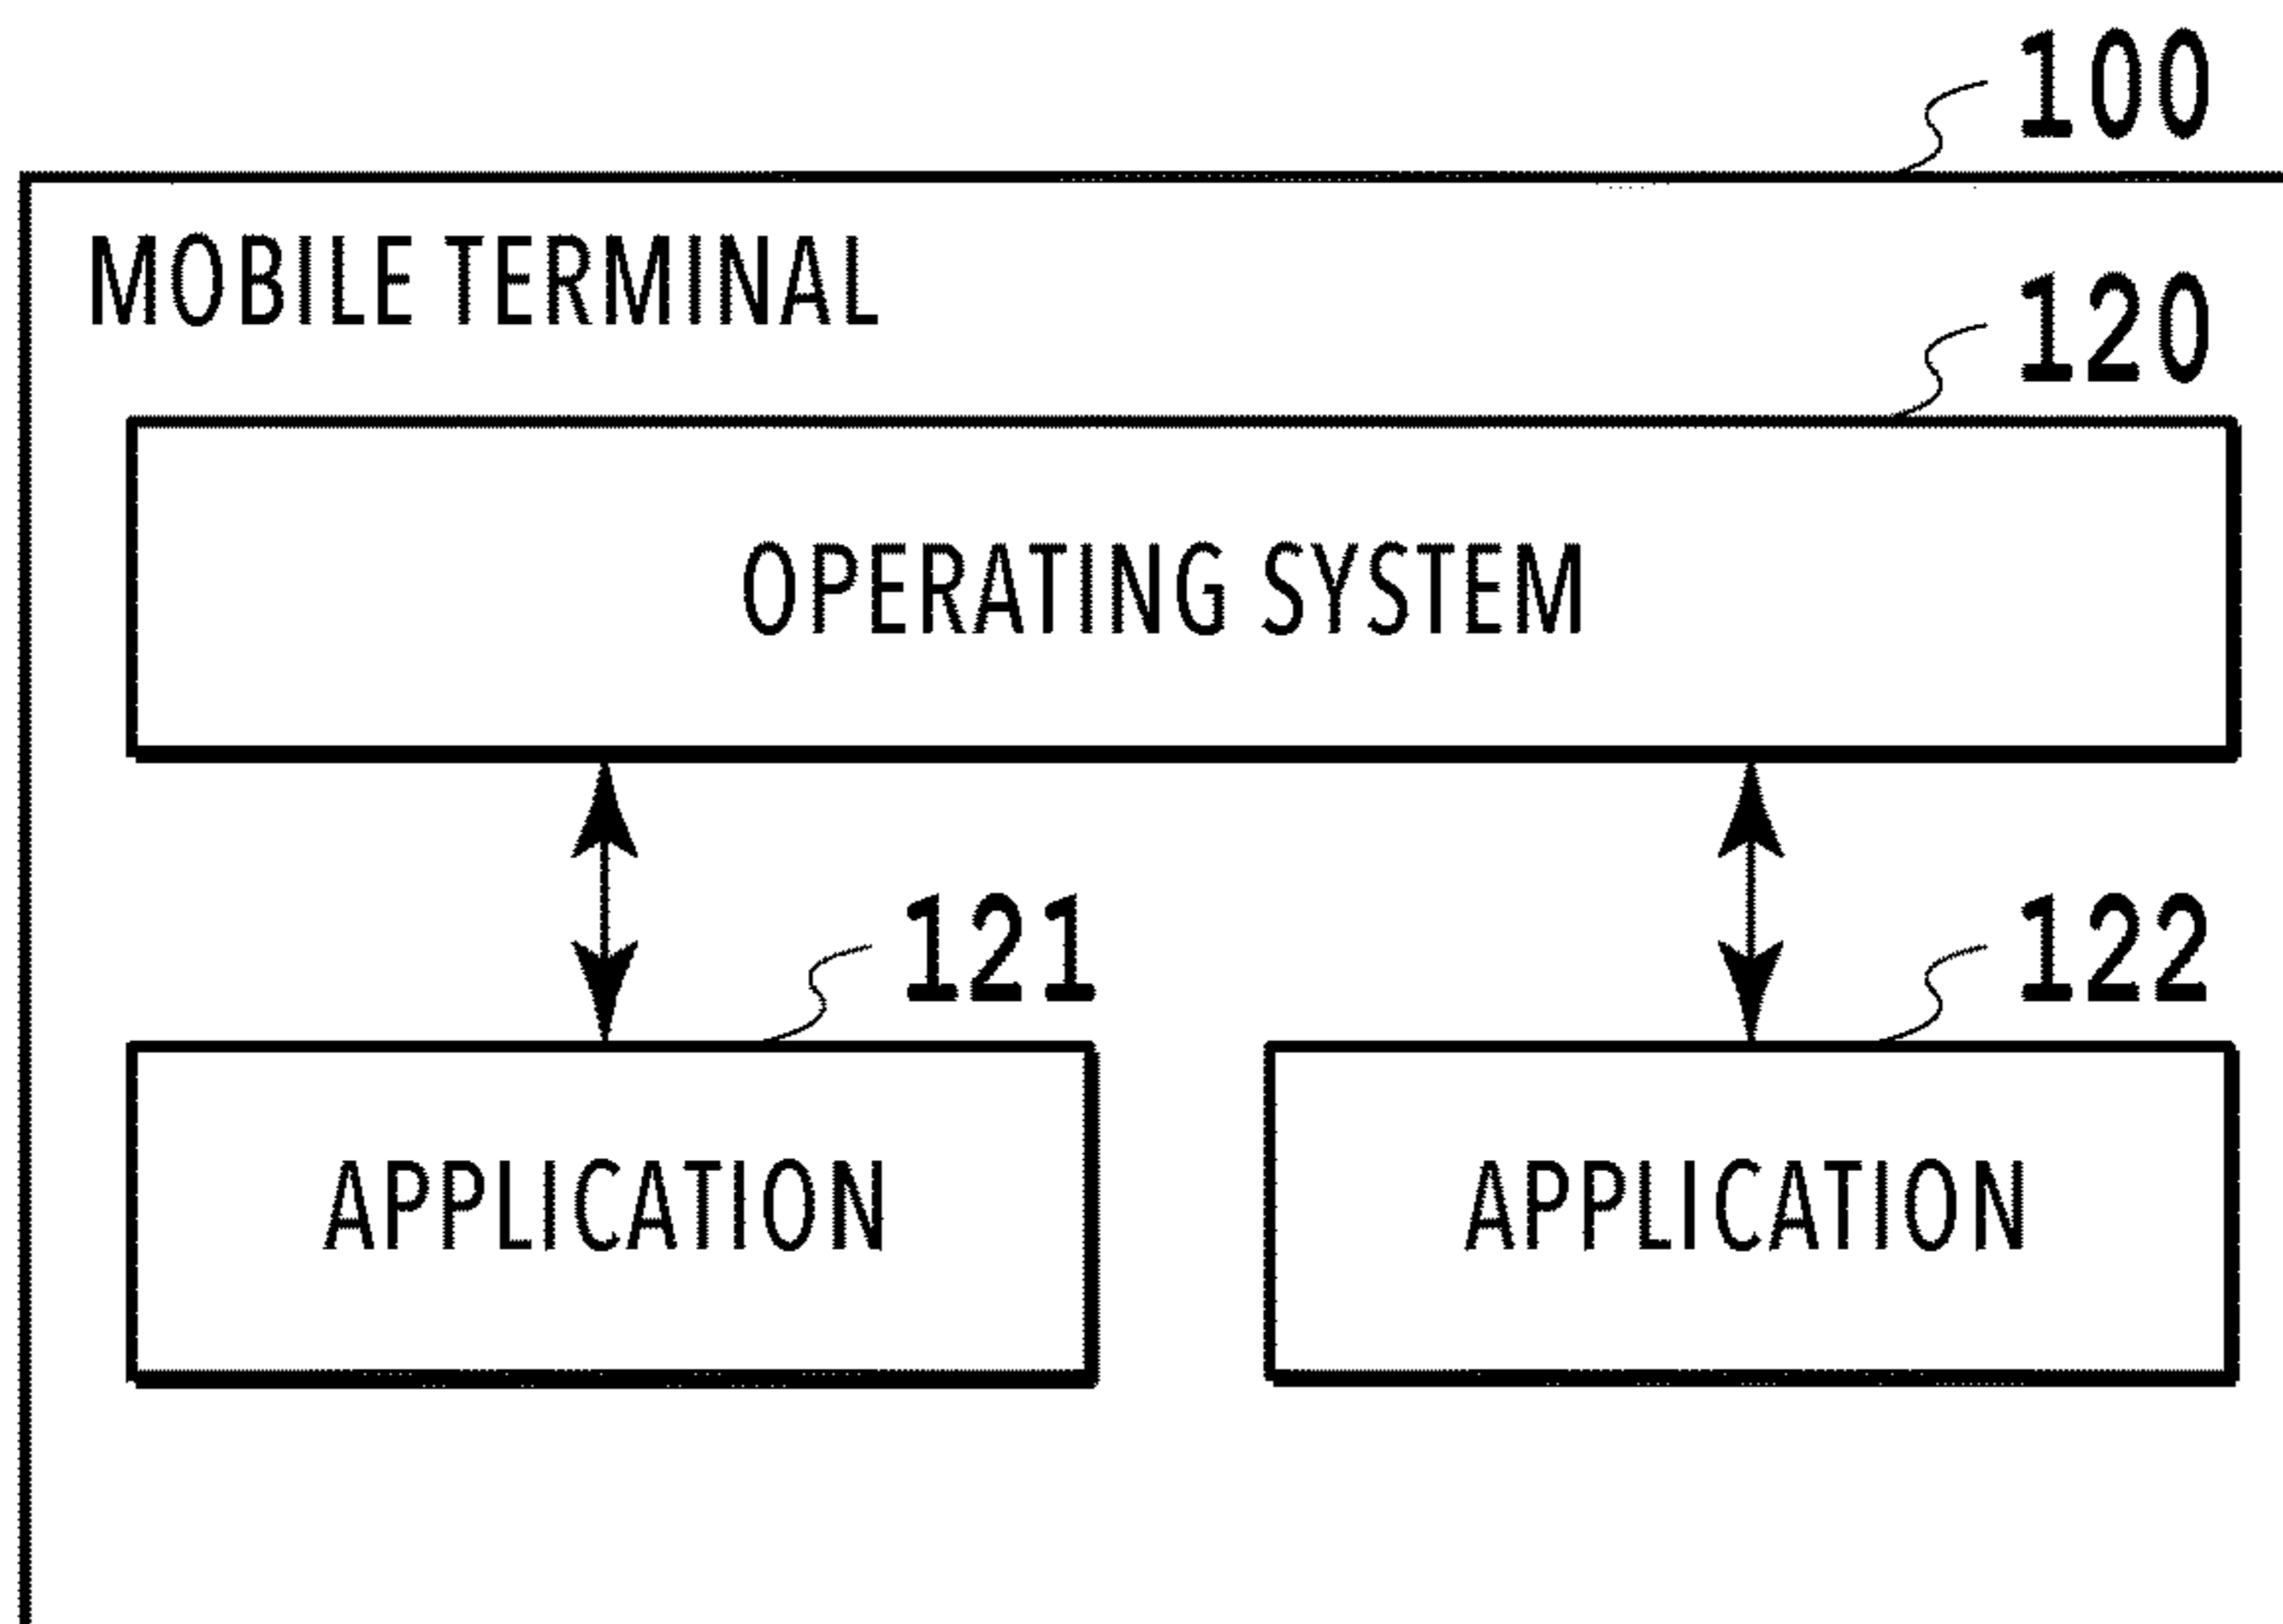 100
MOBILE TERMINAL
120
OPERATING SYSTEM
121
122
APPLICATION
APPLICATION